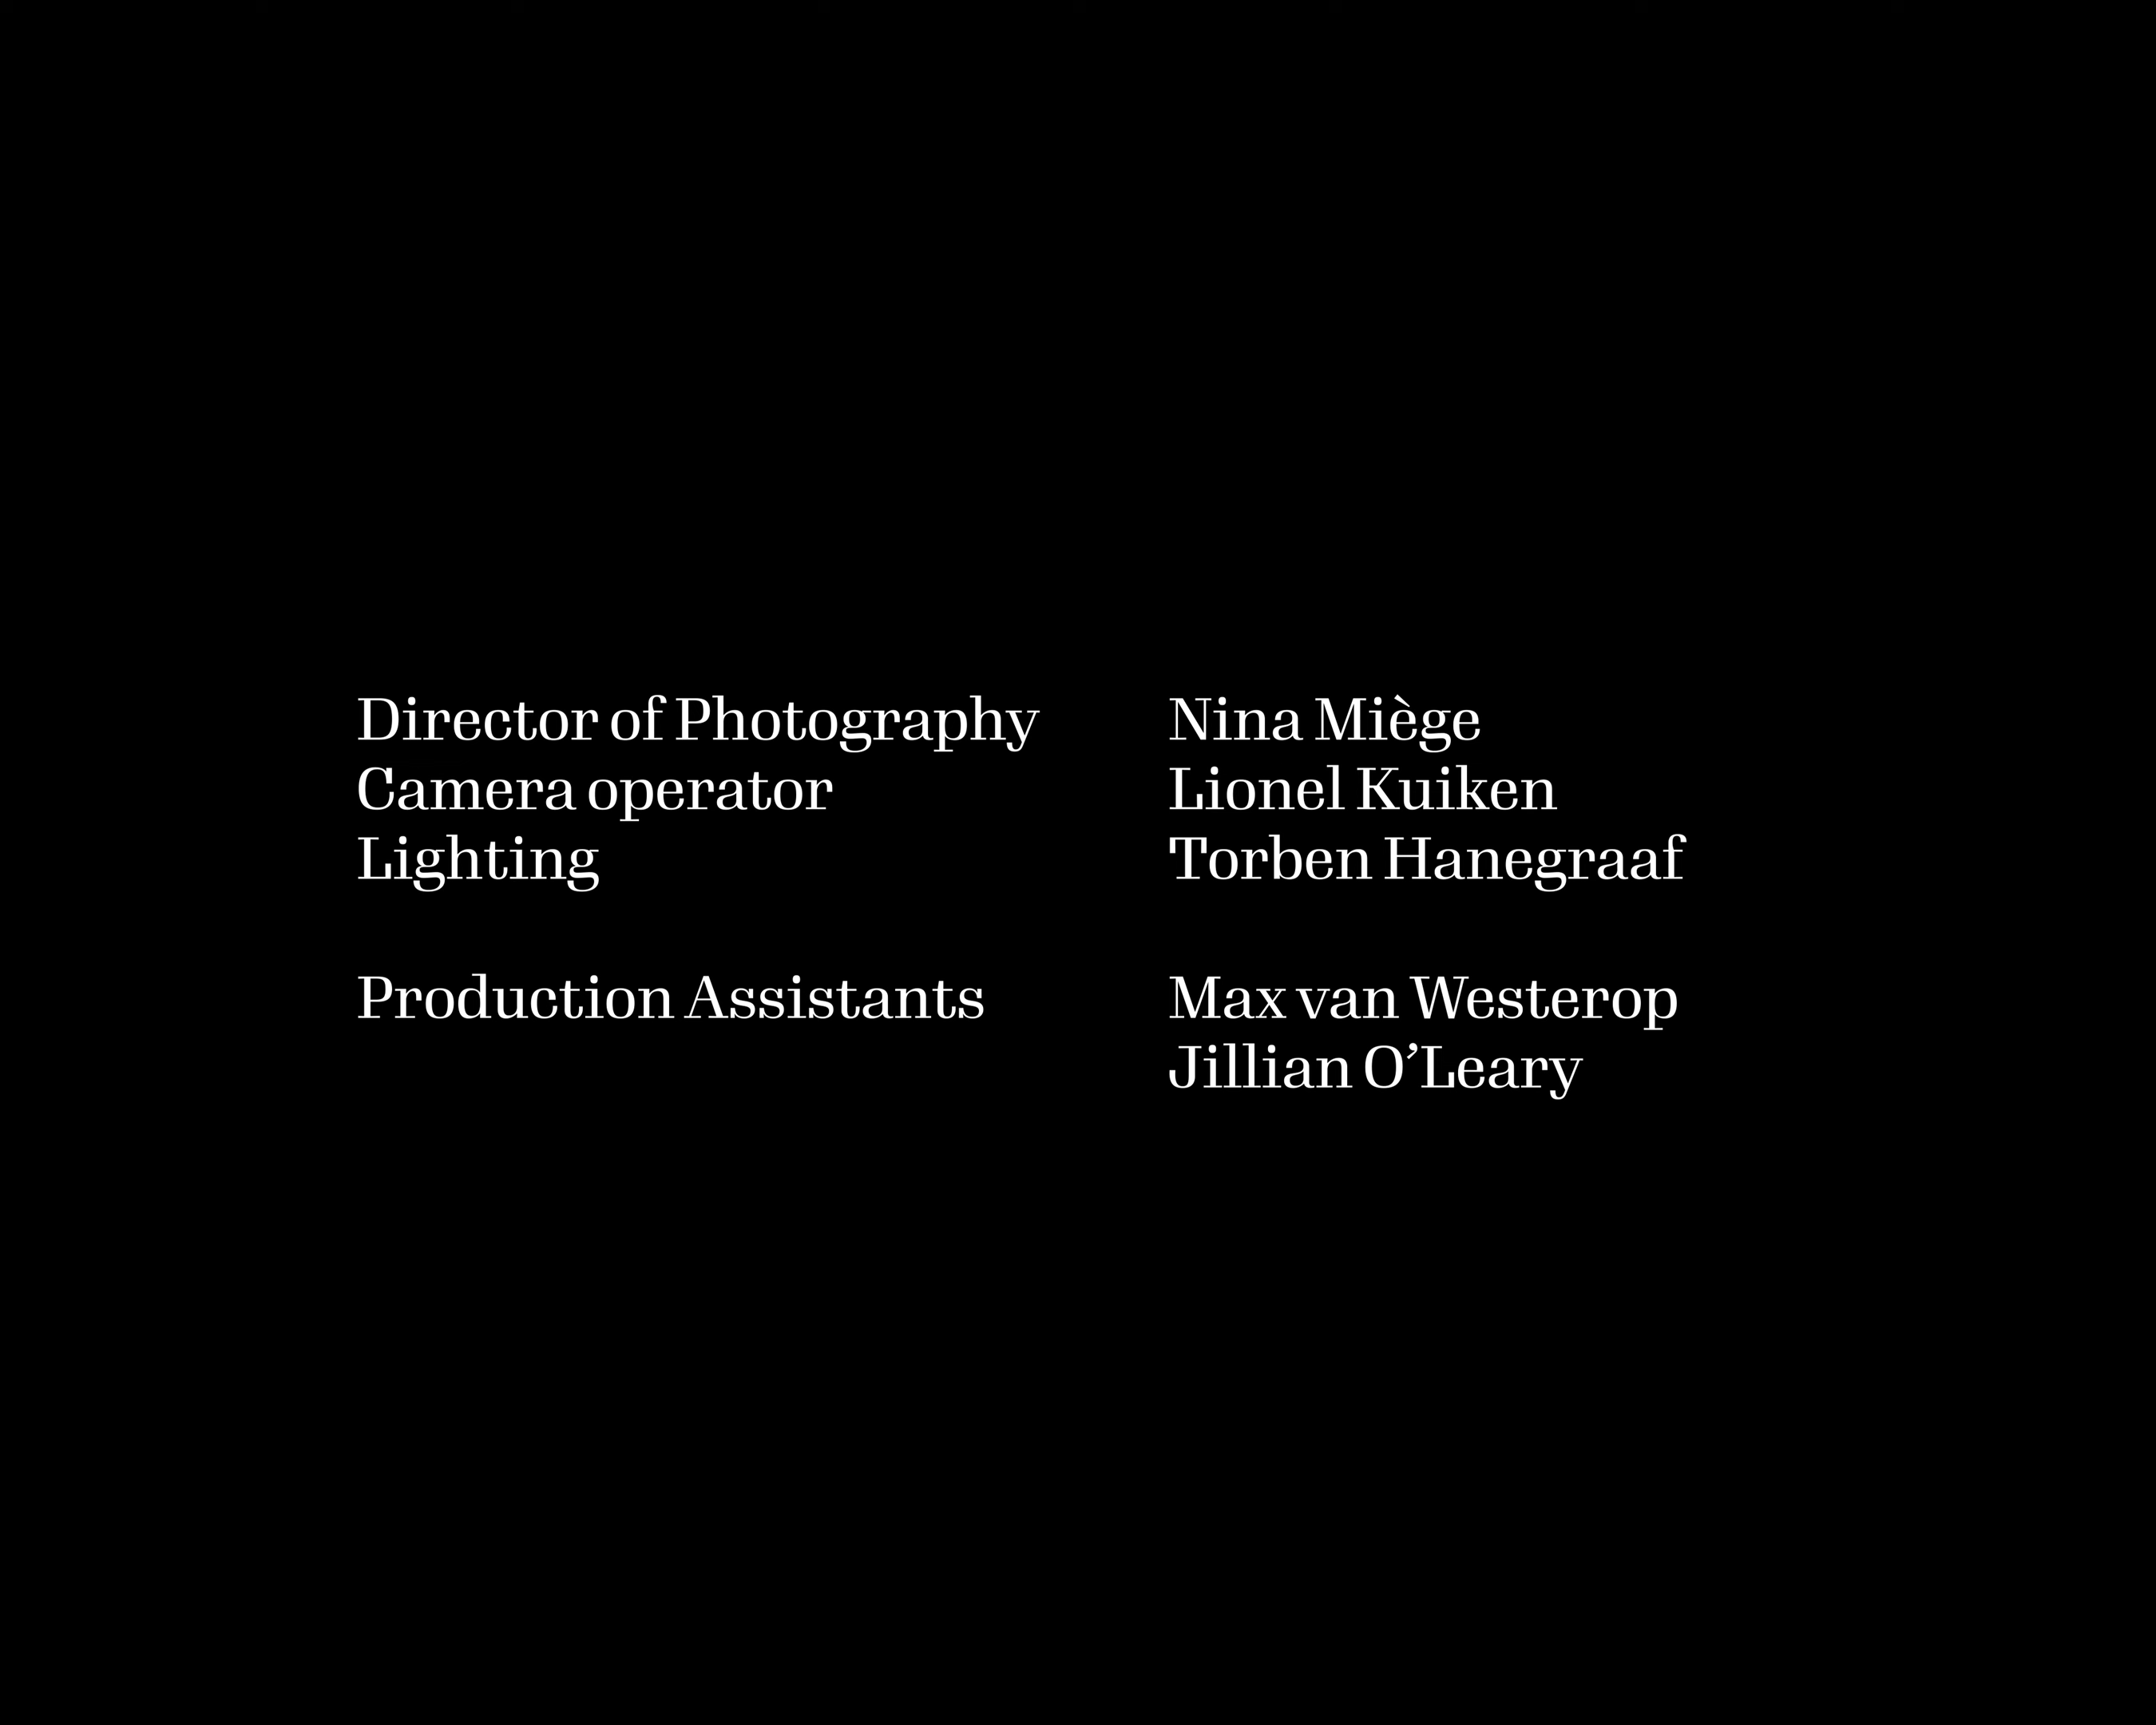 Director of Photography Nina Miège
Camera operator Lionel Kuiken
Lighting Torben Hanegraaf
Production Assistants Max van Westerop
Jillian O’Leary